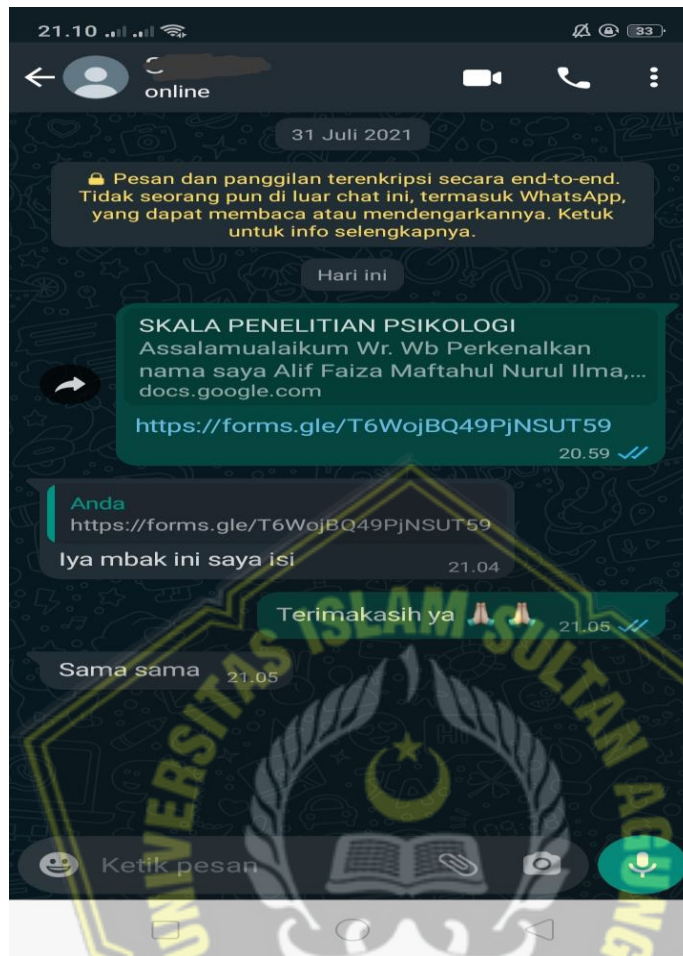 21.10
33
online
31 Juli 2021
Pesan dan panggilan terenkripsi secara end-to-end.
Tidak seorang pun di luar chat ini, termasuk WhatsApp,
yang dapat membaca atau mendengarkannya. Ketuk
untuk info selengkapnya.
Hari ini
SKALA PENELITIAN PSIKOLOGI
Assalamualaikum Wr. Wb Perkenalkan
nama saya Alif Faiza Maftahul Nurul Ilma,...
docs.google.com
https://forms.gle/T6WojBQ49PjNSUT59
20.59
Anda
https://forms.gle/T6WojBQ49PjNSUT59
Iya mbak ini saya isi
21.04
Terimakasih ya 🙏🏻 🙏🏻
21.05
Sama sama
21.05
Ketik pesan
UNIVERSITAS ISLAM SULTAN AGUNG